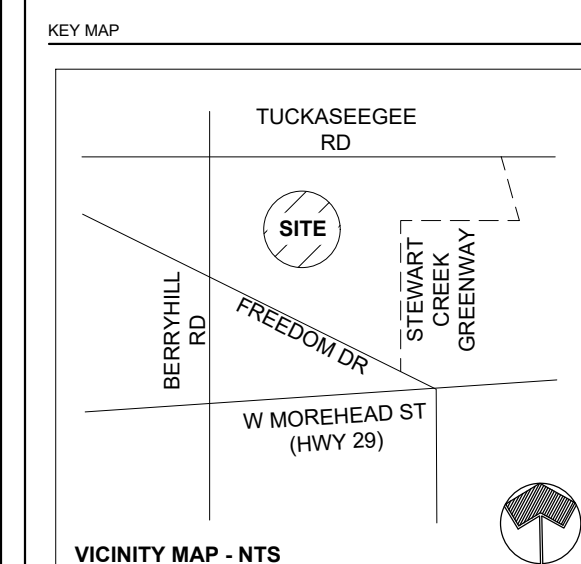 KEY MAP
TUCKASEEGEE
RD
SITE
STEWART
CREEK
GREENWAY
BERRYHILL
RD
FREEDOM DR
W MOREHEAD ST
(HWY 29)
VICINITY MAP - NTS